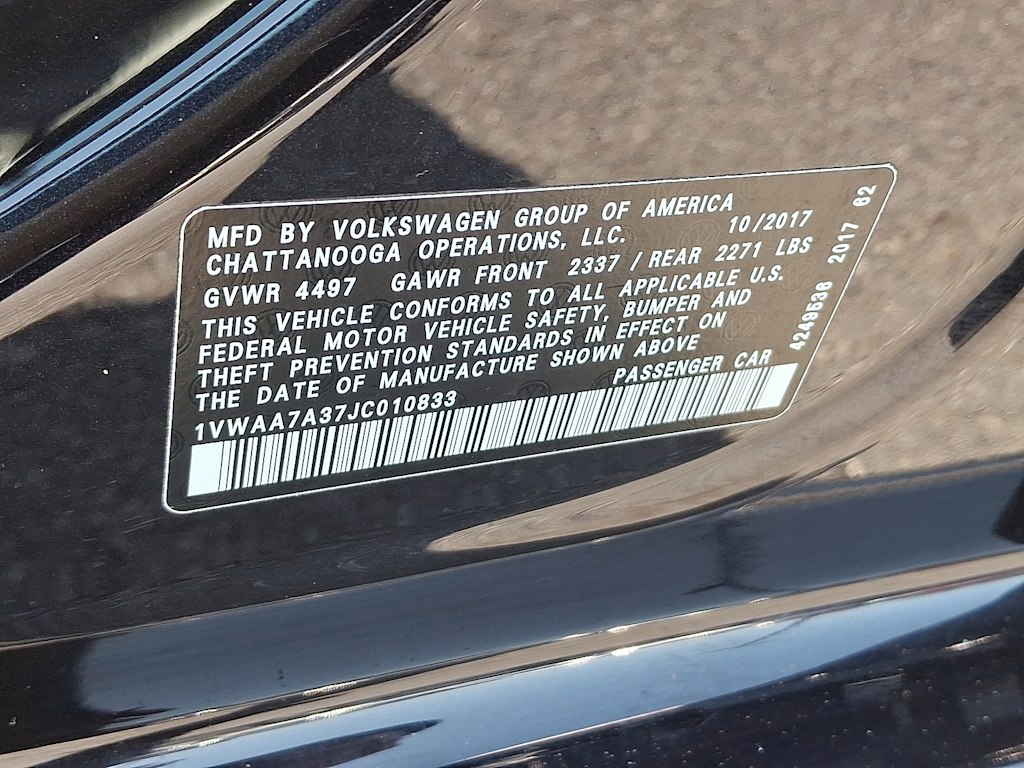 MFD BY VOLKSWAGEN GROUP OF AMERICA
CHATTANOOGA OPERATIONS, LLC. 10/2017
GVWR 4497 GAWR FRONT 2337 / REAR 2271 LBS
THIS VEHICLE CONFORMS TO ALL APPLICABLE U.S.
FEDERAL MOTOR VEHICLE SAFETY, BUMPER AND
THEFT PREVENTION STANDARDS IN EFFECT ON
THE DATE OF MANUFACTURE SHOWN ABOVE
1VWAA7A37JC010833 PASSENGER CAR
4249536 2017 62